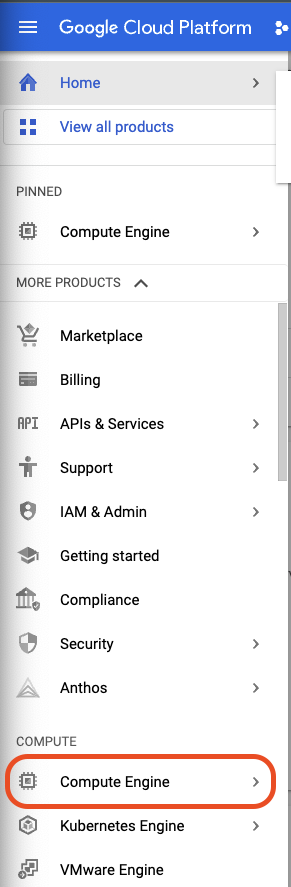 Google Cloud Platform
Home
View all products
PINNED
Compute Engine
MORE PRODUCTS
Marketplace
Billing
API APIs & Services
Support
IAM & Admin
Getting started
Compliance
Security
Anthos
COMPUTE
Compute Engine
Kubernetes Engine
VMware Engine